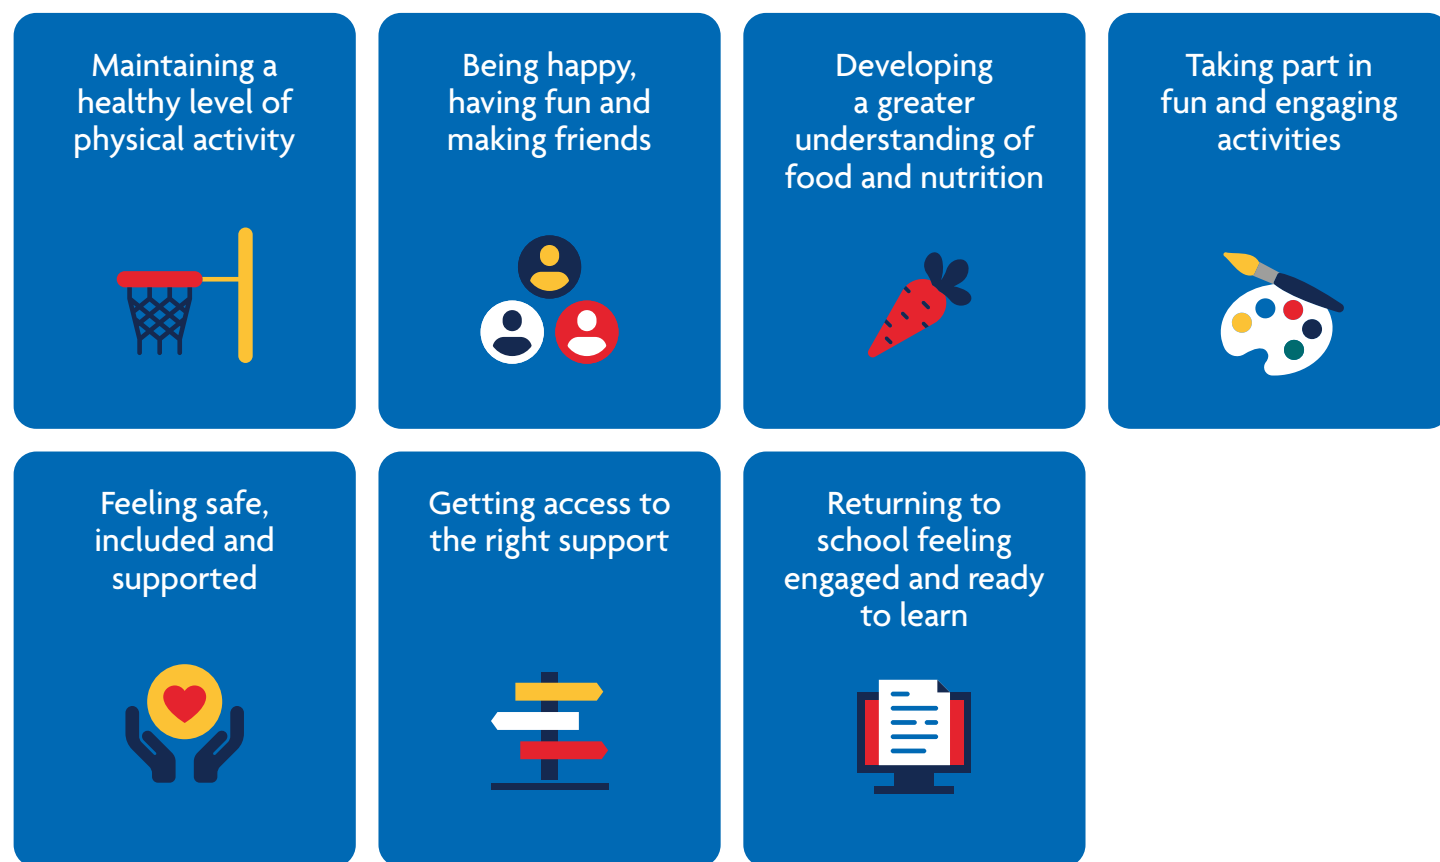 Maintaining a
healthy level of
physical activity
Being happy,
having fun and
making friends
Developing
a greater
understanding of
food and nutrition
Taking part in
fun and engaging
activities
Feeling safe,
included and
supported
Getting access to
the right support
Returning to
school feeling
engaged and ready
to learn